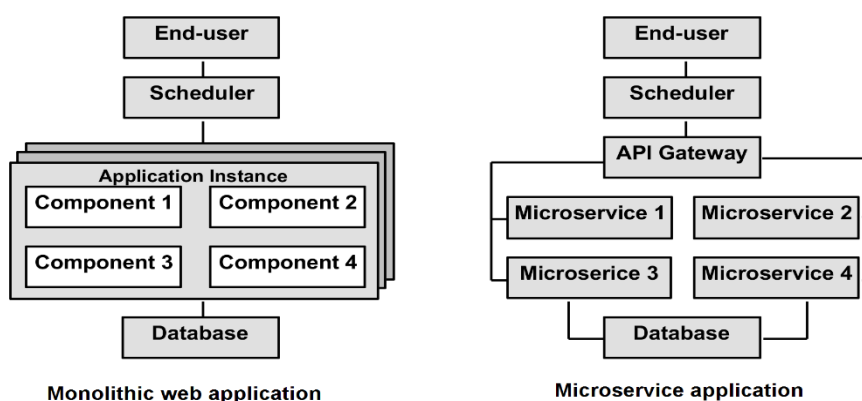 End-user
Scheduler
Application Instance
Component 1
Component 2
Component 3
Component 4
Database
Monolithic web application
End-user
Scheduler
API Gateway
Microservice 1
Microservice 2
Microserice 3
Microservice 4
Database
Microservice application